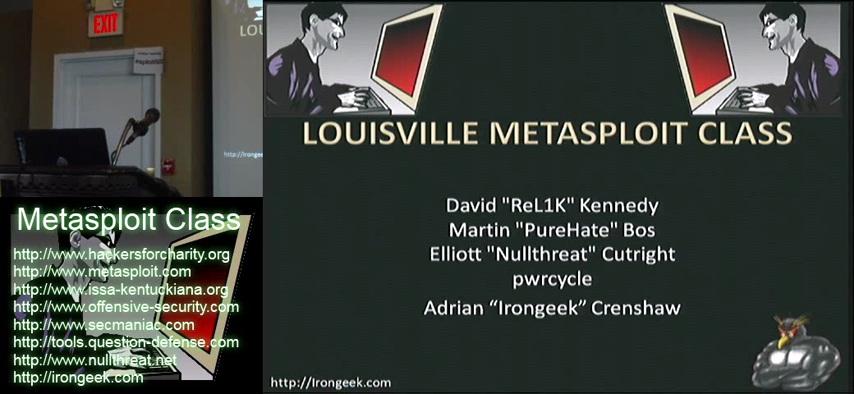 EXIT
LOU
http://Irongeek
Metasploit Class
http://www.hackersforcharity.org
http://www.metasploit.com
http://www.issa-kentuckiana.org
http://www.offensive-security.com
http://www.secmaniac.com
http://tools.question-defense.com
http://www.nullthreat.net
http://irongeek.com
LOUISVILLE METASPLOIT CLASS
David "ReL1K" Kennedy
Martin "PureHate" Bos
Elliott "Nullthreat" Cutright
pwrcycle
Adrian “Irongeek” Crenshaw
http://Irongeek.com